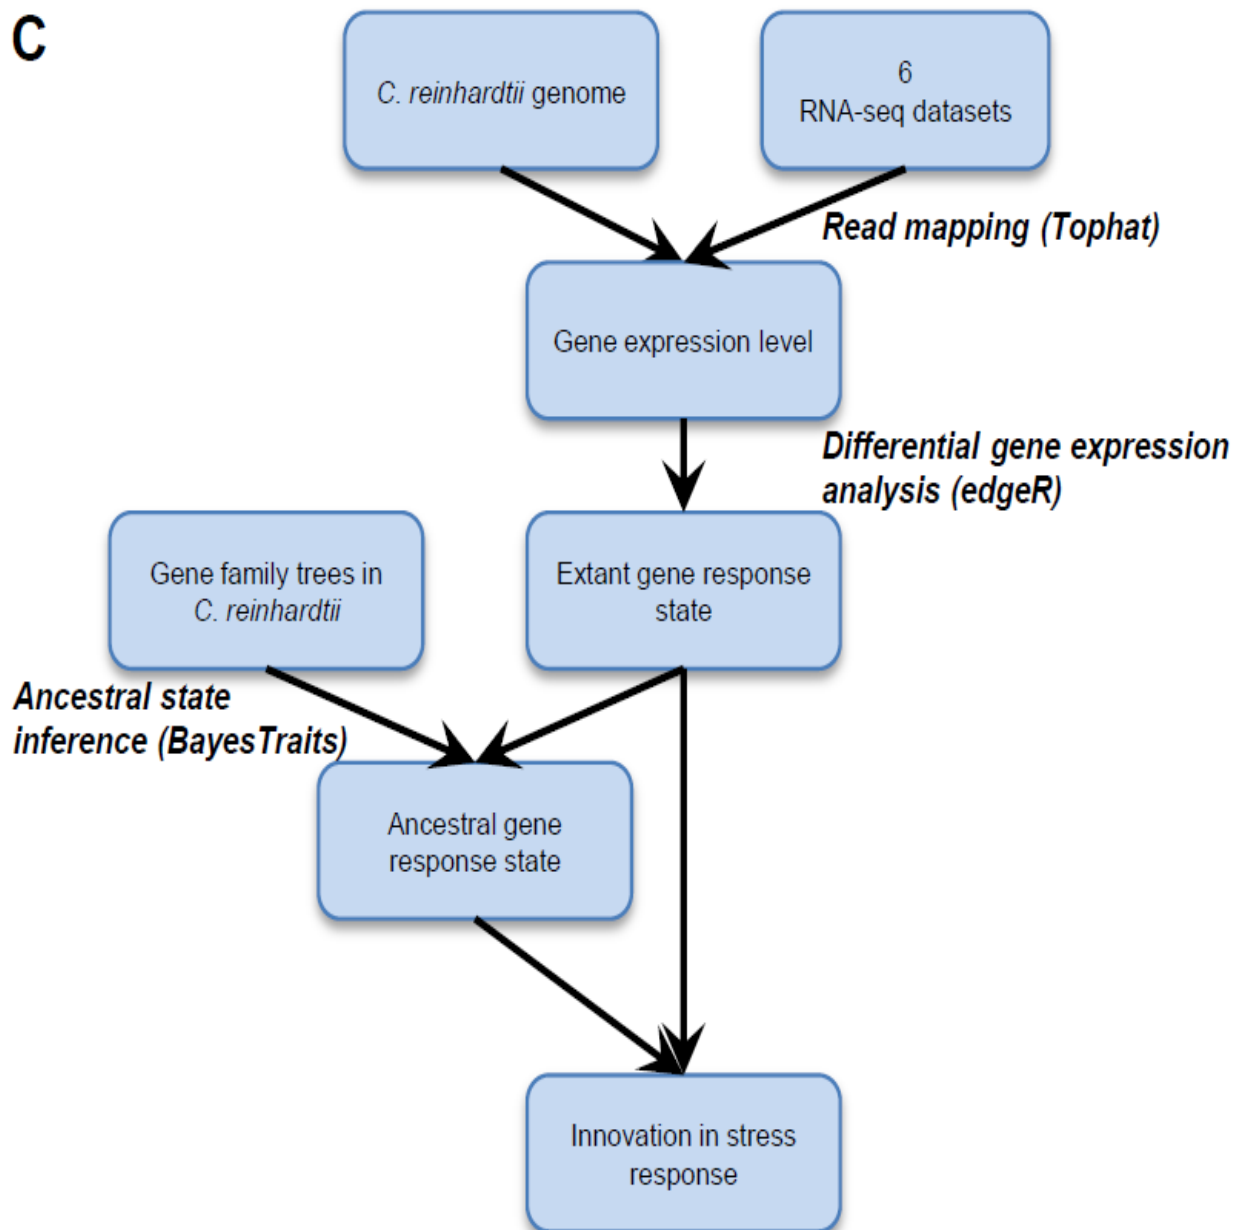 C
C. reinhardtii genome
6
RNA-seq datasets
Read mapping (Tophat)
Gene expression level
Differential gene expression
analysis (edgeR)
Gene family trees in
C. reinhardtii
Extant gene response
state
Ancestral state
inference (BayesTraits)
Ancestral gene
response state
Innovation in stress
response